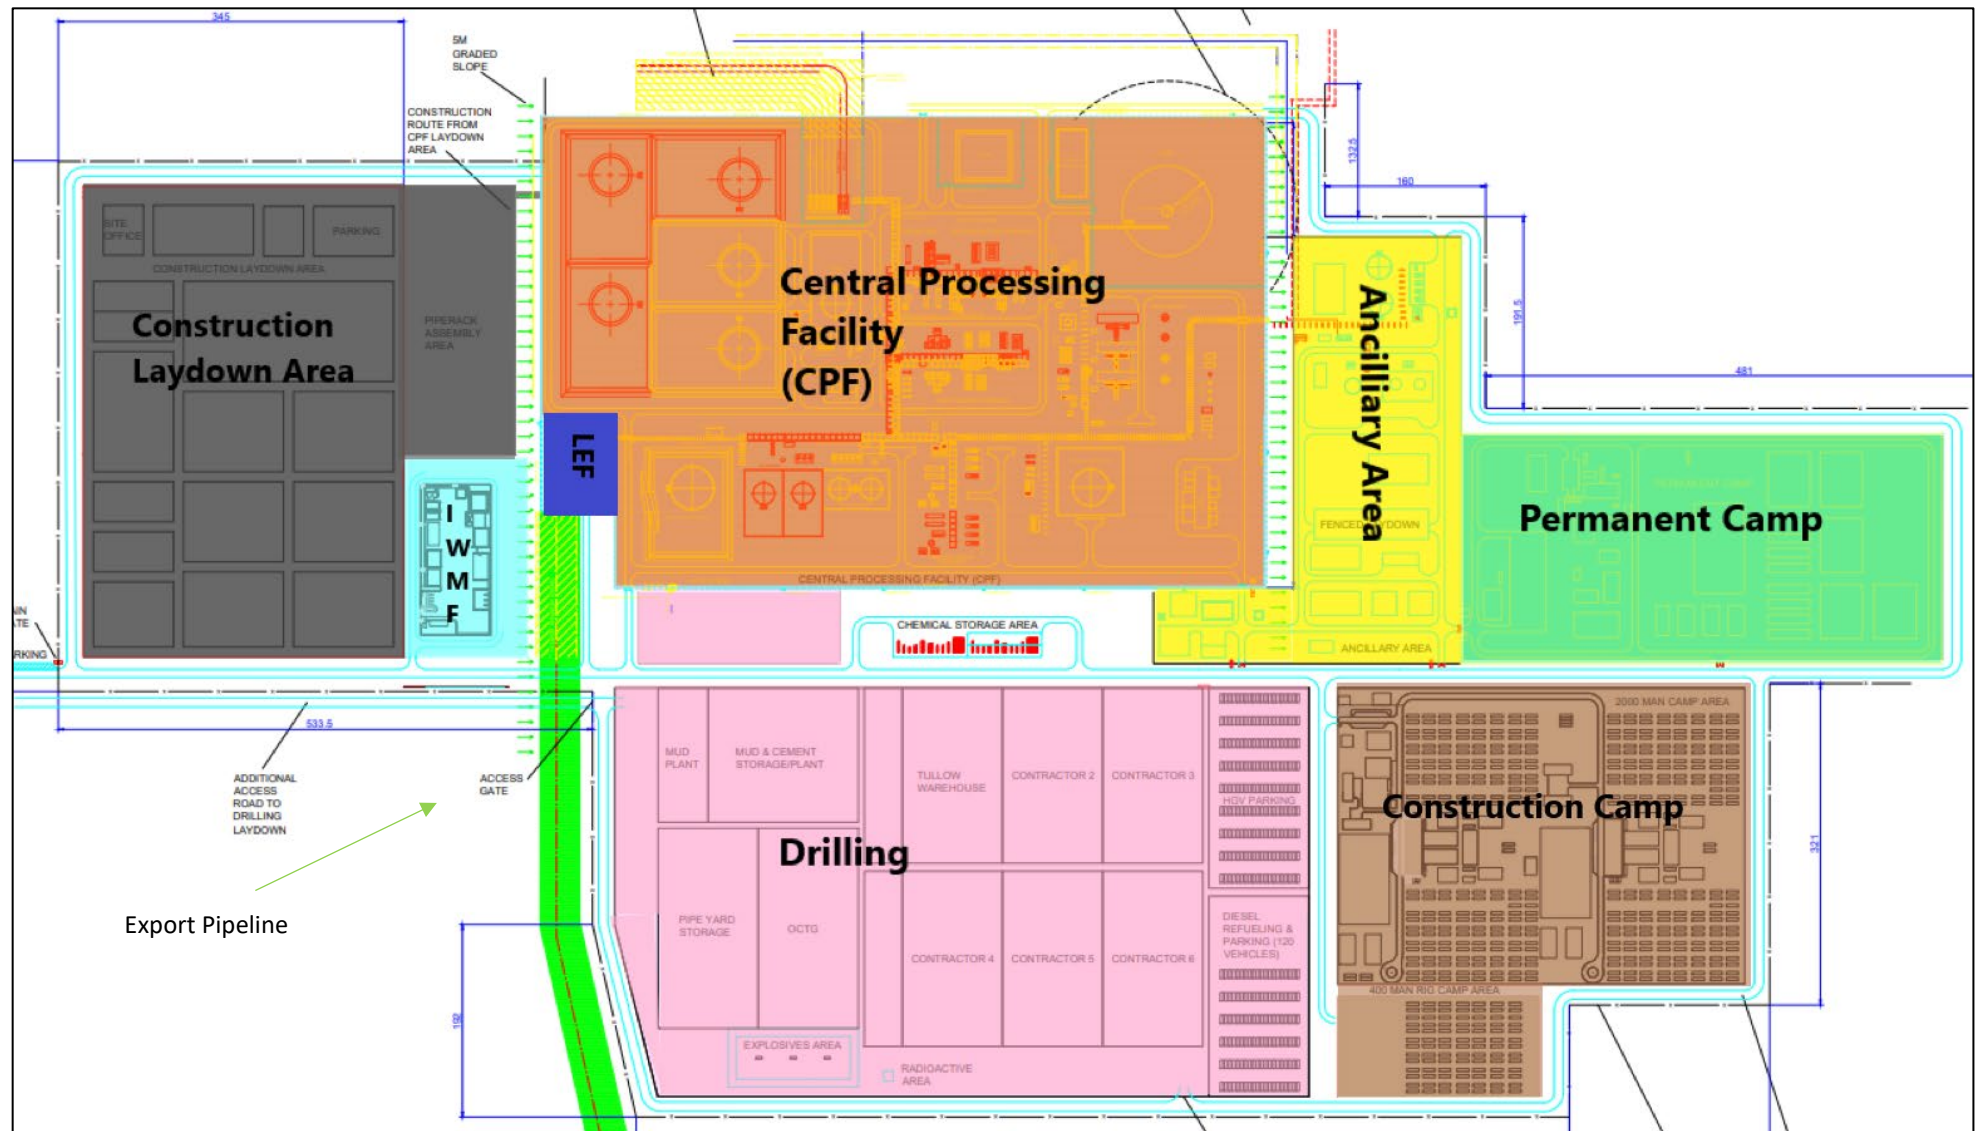 345
5M
GRADED
SLOPE
CONSTRUCTION
ROUTE FROM
CPF LAYDOWN
AREA
132.5
160
191.5
481
SITE
OFFICE
PARKING
CONSTRUCTION LAYDOWN AREA
Construction
Laydown Area
PIPERACK
ASSEMBLY
AREA
Central Processing
Facility
(CPF)
Ancilliary Area
LEF
I
W
M
F
FENCED LAYDOWN
Permanent Camp
CENTRAL PROCESSING FACILITY (CPF)
CHEMICAL STORAGE AREA
ANCILLARY AREA
533.5
ADDITIONAL
ACCESS
ROAD TO
DRILLING
LAYDOWN
ACCESS
GATE
Export Pipeline
192
MUD
PLANT
MUD & CEMENT
STORAGE/PLANT
TULLOW
WAREHOUSE
CONTRACTOR 2
CONTRACTOR 3
HGV PARKING
Drilling
PIPE YARD
STORAGE
OCTG
CONTRACTOR 4
CONTRACTOR 5
CONTRACTOR 6
DIESEL
REFUELING &
PARKING (120
VEHICLES)
EXPLOSIVES AREA
RADIOACTIVE
AREA
2000 MAN CAMP AREA
Construction Camp
400 MAN RIG CAMP AREA
321